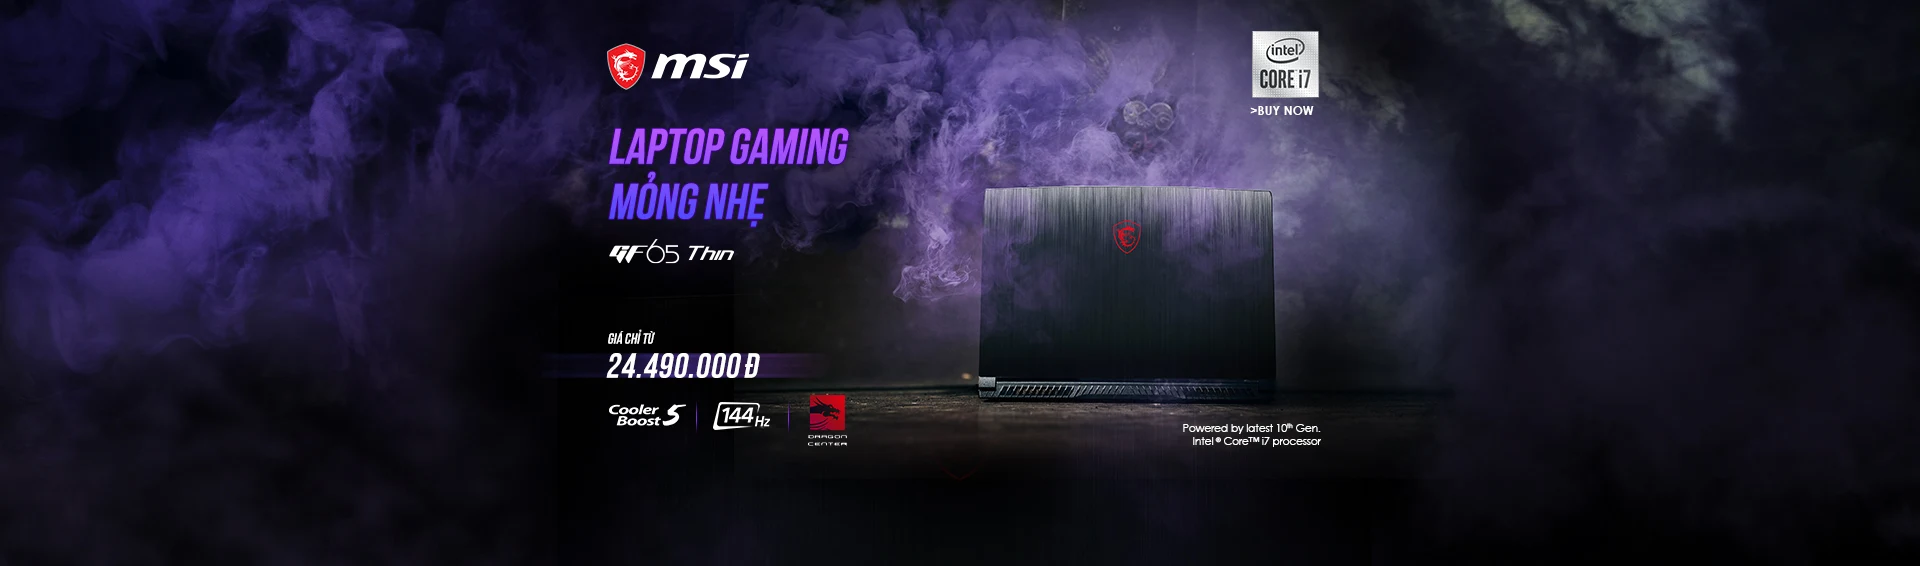 msi
LAPTOP GAMING
MỎNG NHẸ
GF65 Thin
GIÁ CHỈ TỪ
24.490.000Đ
Cooler
Boost 5
144Hz
DRAGON
CENTER
intel
CORE i7
>BUY NOW
Powered by latest 10th Gen.
Intel® Core™ i7 processor